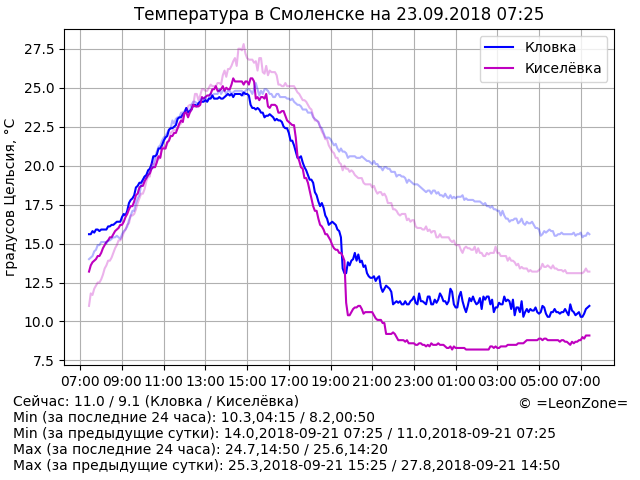 Температура в Смоленске на 23.09.2018 07:25
27.5
25.0
22.5
20.0
17.5
15.0
12.5
10.0
7.5
градусов Цельсия, °C
Кловка
Киселёвка
07:00 09:00 11:00 13:00 15:00 17:00 19:00 21:00 23:00 01:00 03:00 05:00 07:00
Сейчас: 11.0 / 9.1 (Кловка / Киселёвка)
© =LeonZone=
Min (за последние 24 часа): 10.3,04:15 / 8.2,00:50
Min (за предыдущие сутки): 14.0,2018-09-21 07:25 / 11.0,2018-09-21 07:25
Max (за последние 24 часа): 24.7,14:50 / 25.6,14:20
Max (за предыдущие сутки): 25.3,2018-09-21 15:25 / 27.8,2018-09-21 14:50